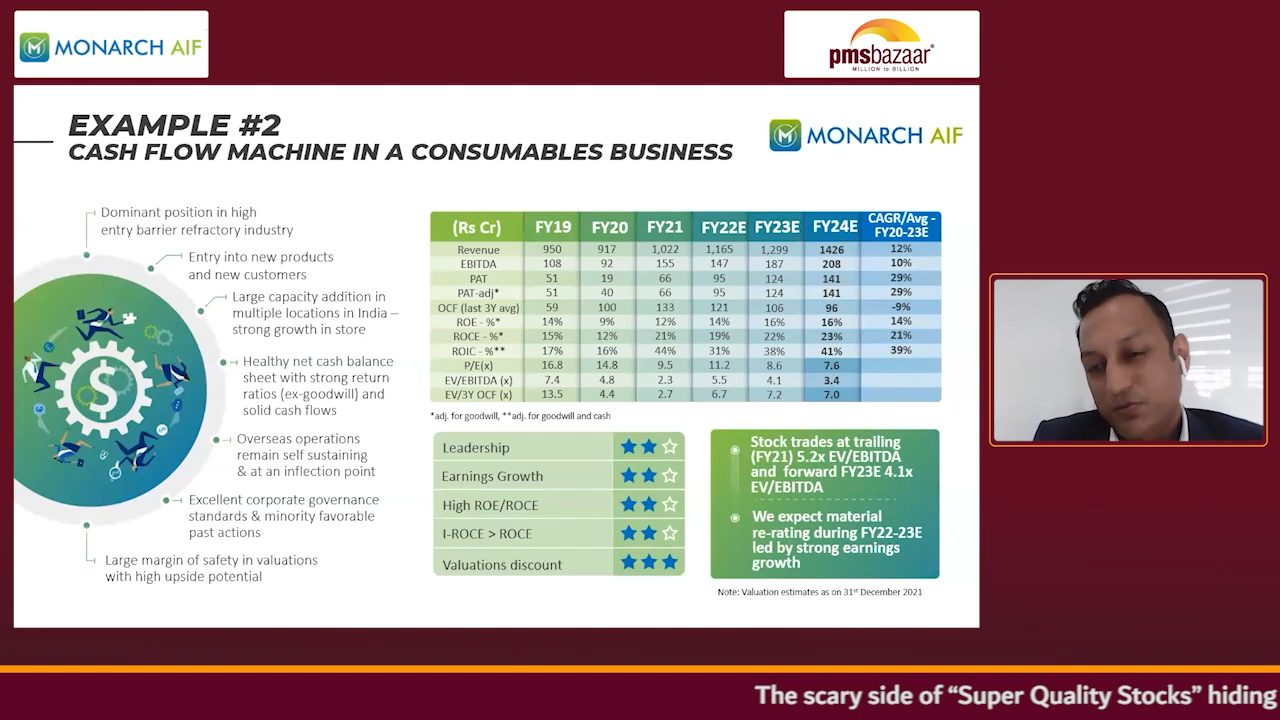 MONARCH AIF
pmsbazaar
MILLION to BILLION
EXAMPLE #2
CASH FLOW MACHINE IN A CONSUMABLES BUSINESS
MONARCH AIF
Dominant position in high
entry barrier refractory industry
Entry into new products
and new customers
Large capacity addition in
multiple locations in India –
strong growth in store
Healthy net cash balance
sheet with strong return
ratios (ex-goodwill) and
solid cash flows
Overseas operations
remain self sustaining
& at an inflection point
Excellent corporate governance
standards & minority favorable
past actions
Large margin of safety in valuations
with high upside potential
(Rs Cr) FY19 FY20 FY21 FY22E FY23E FY24E CAGR/Avg -
FY20-23E
Revenue 950 917 1,022 1,165 1,299 1426 12%
EBITDA 108 92 155 147 187 208 10%
PAT 51 19 66 95 124 141 29%
PAT-adj* 51 40 66 95 124 141 29%
OCF (last 3Y avg) 59 100 133 121 106 96 -9%
ROE - %* 14% 9% 12% 14% 16% 16% 14%
ROCE - %* 15% 12% 21% 19% 22% 23% 21%
ROIC - %** 17% 16% 44% 31% 38% 41% 39%
P/E(x) 16.8 14.8 9.5 11.2 8.6 7.6
EV/EBITDA (x) 7.4 4.8 2.3 5.5 4.1 3.4
EV/3Y OCF (x) 13.5 4.4 2.7 6.7 7.2 7.0
*adj. for goodwill, **adj. for goodwill and cash
Leadership
Earnings Growth
High ROE/ROCE
I-ROCE > ROCE
Valuations discount
Stock trades at trailing
(FY21) 5.2x EV/EBITDA
and forward FY23E 4.1x
EV/EBITDA
We expect material
re-rating during FY22-23E
led by strong earnings
growth
Note: Valuation estimates as on 31st December 2021
The scary side of “Super Quality Stocks” hiding